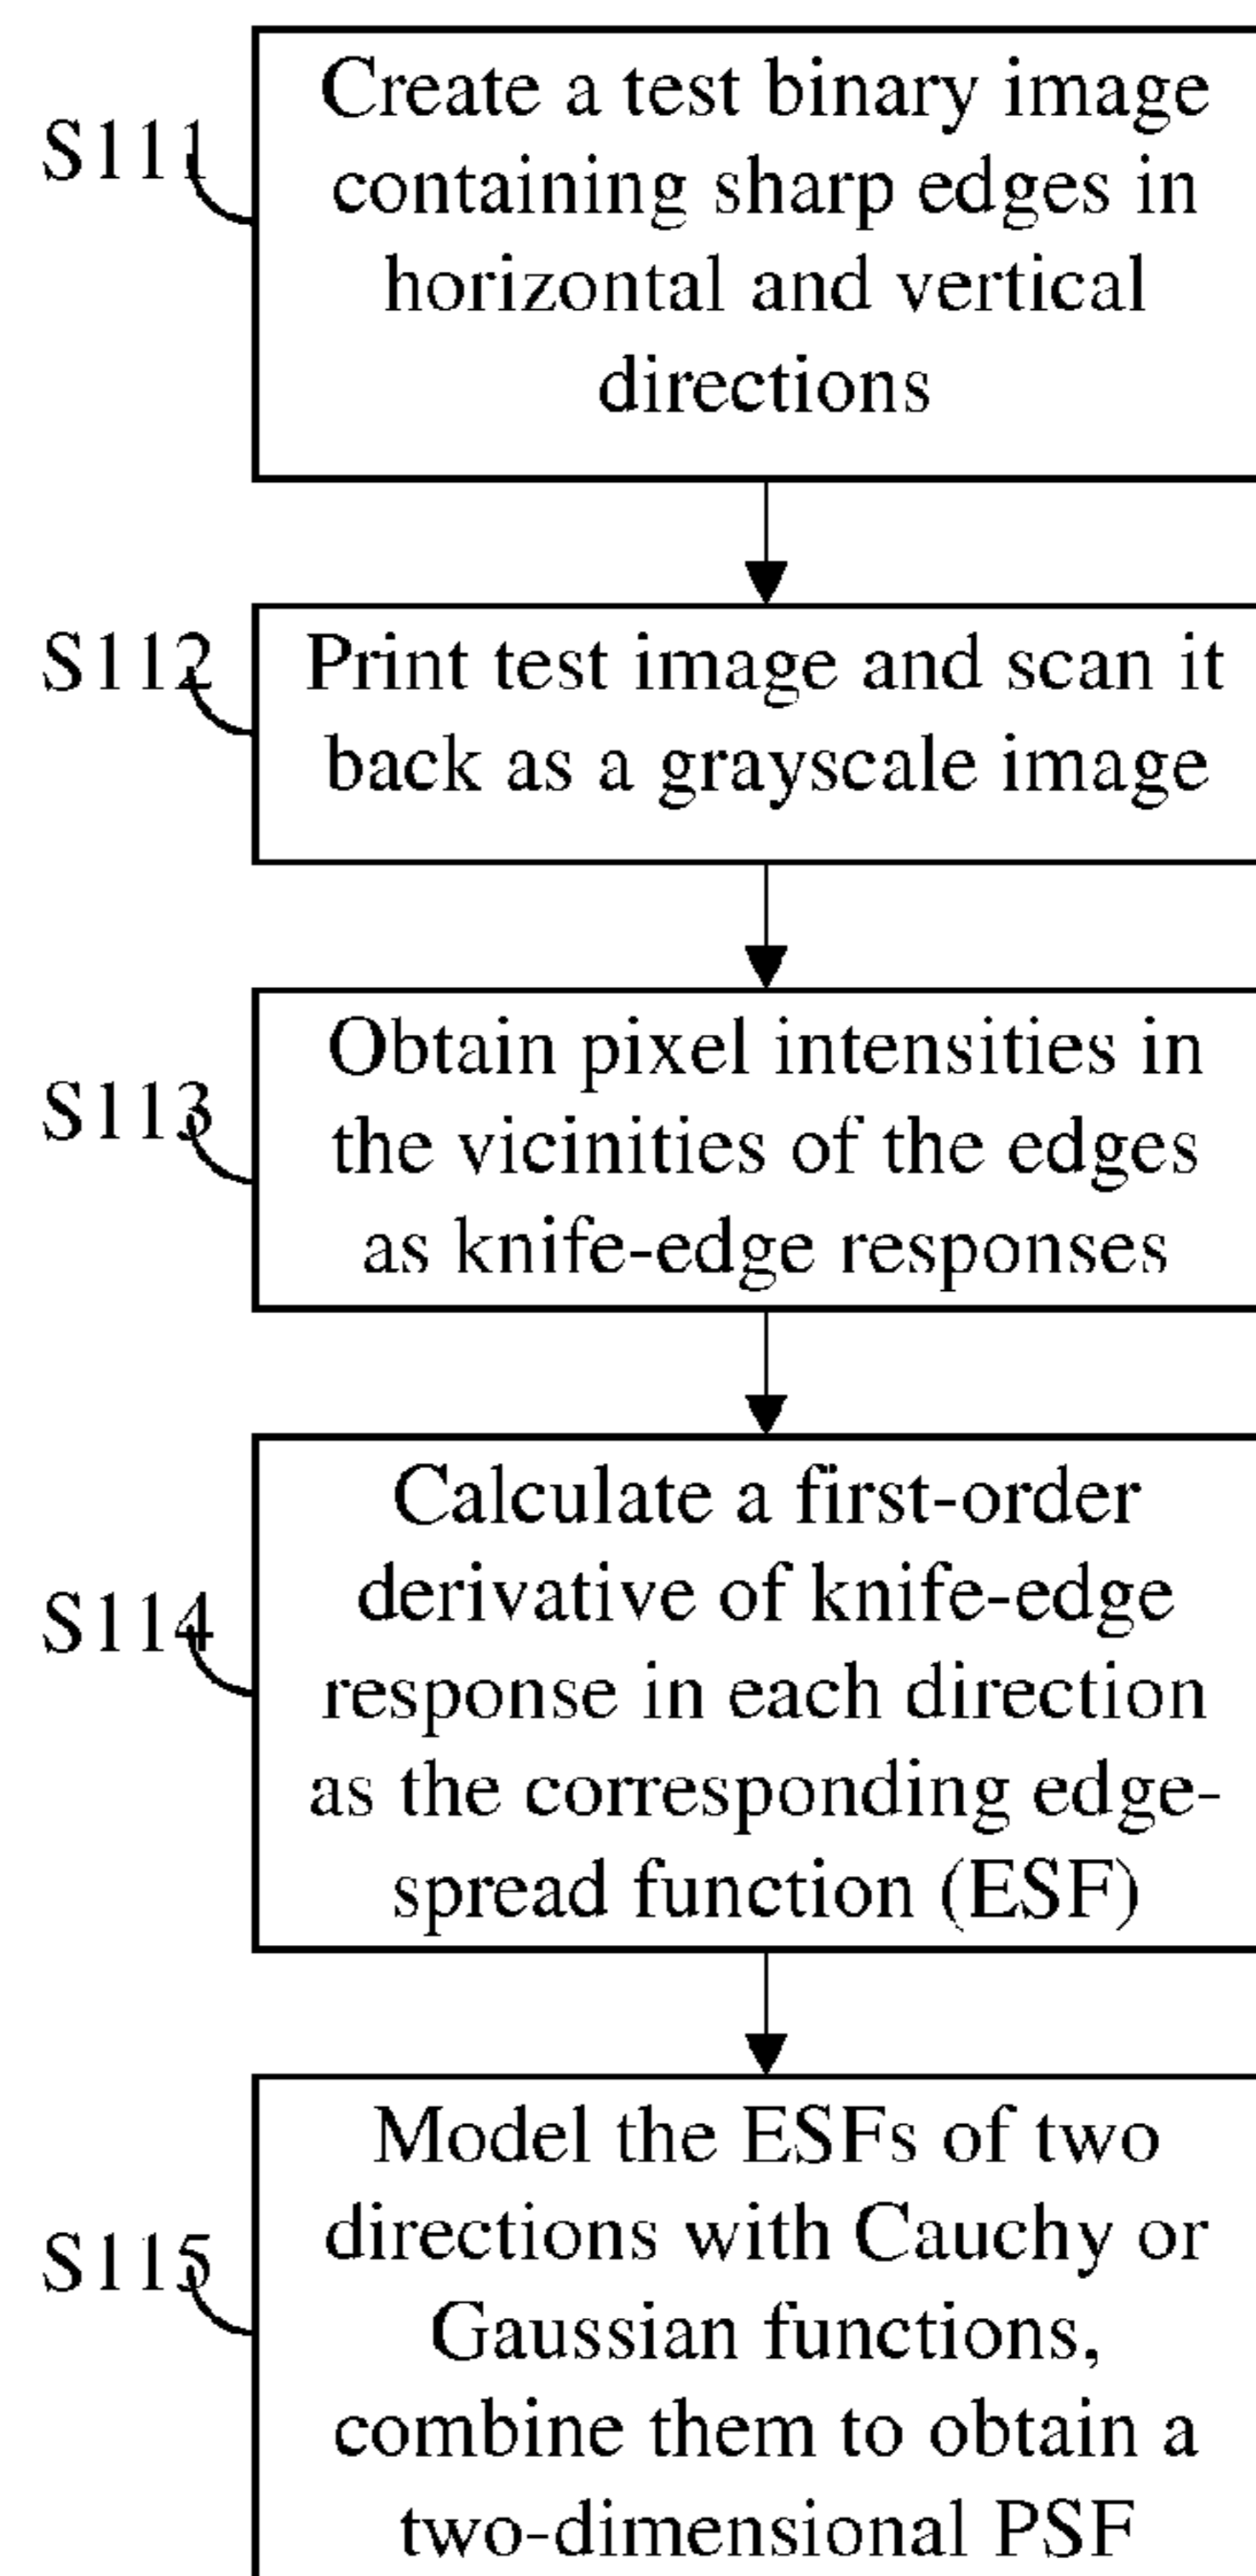 S111
Create a test binary image
containing sharp edges in
horizontal and vertical
directions
S112
Print test image and scan it
back as a grayscale image
S113
Obtain pixel intensities in
the vicinities of the edges
as knife-edge responses
S114
Calculate a first-order
derivative of knife-edge
response in each direction
as the corresponding edge-
spread function (ESF)
S115
Model the ESFs of two
directions with Cauchy or
Gaussian functions,
combine them to obtain a
two-dimensional PSF